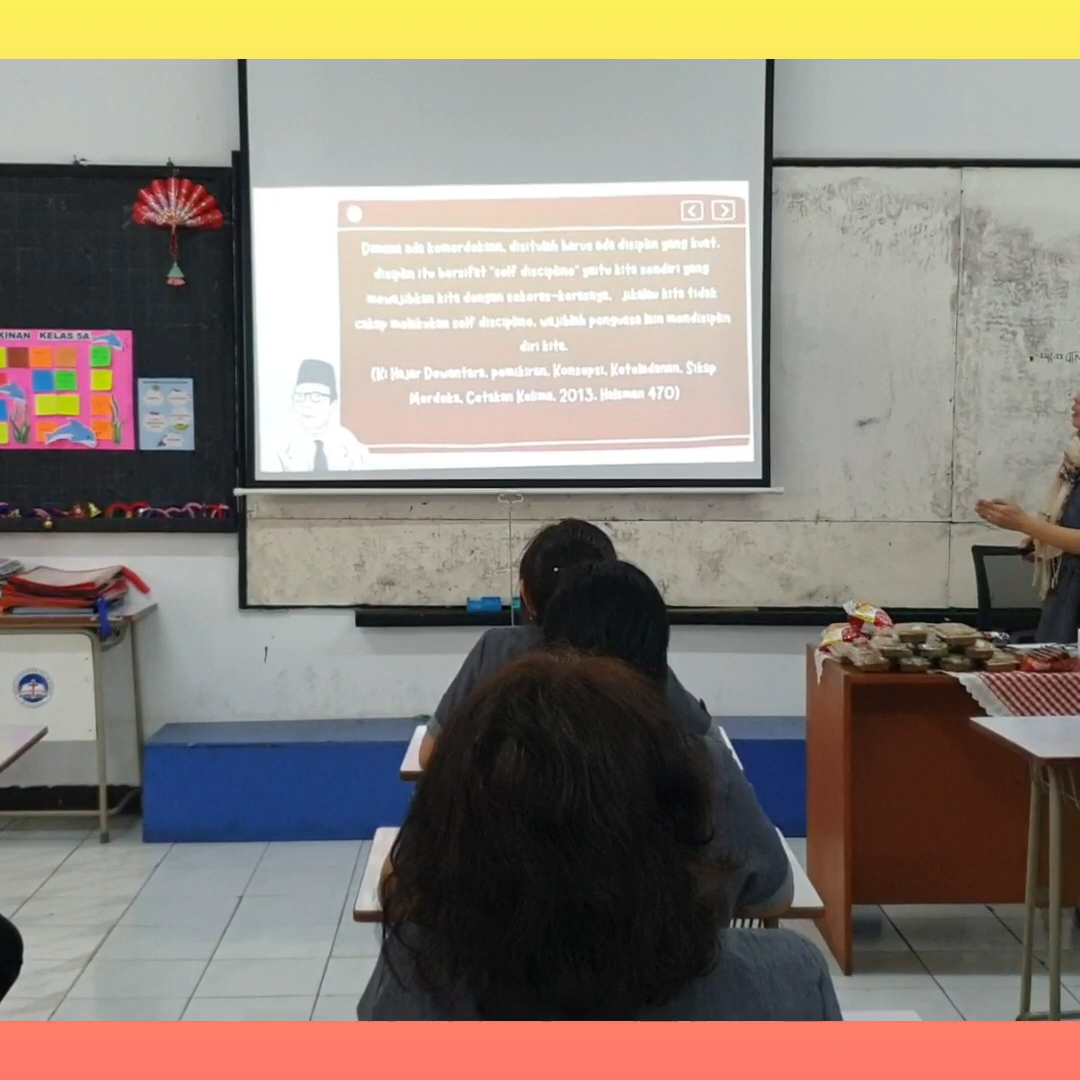 Dimana ada kemerdekaan, disitulah harus ada disiplin yang kuat.
disiplin itu bersifat "self discipline" yaitu kita sendiri yang
mewajibkan kita dengan sekeras-kerasnya, jikalau kita tidak
cakap melakukan self discipline, wajiblah penguasa lain mendisiplin
diri kita.
(Ki Hajar Dewantara, pemikiran, Konsepsi, Keteladanan, Sikap
Merdeka, Cetakan Kelima, 2013, Halaman 470)
KINAN KELAS 5A